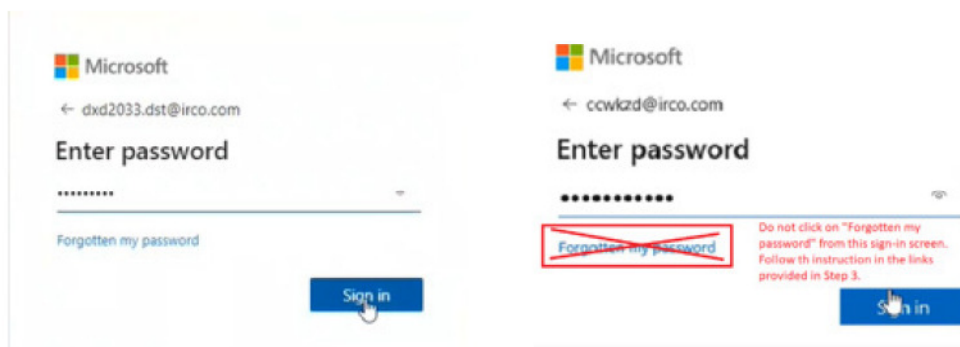 Microsoft
← dxd2033.dst@irco.com
Enter password
Forgotten my password
Sign in
Microsoft
← ccwkzd@irco.com
Enter password
Forgotten my password
Do not click on "Forgotten my
password" from this sign-in screen.
Follow th instruction in the links
provided in Step 3.
Sign in